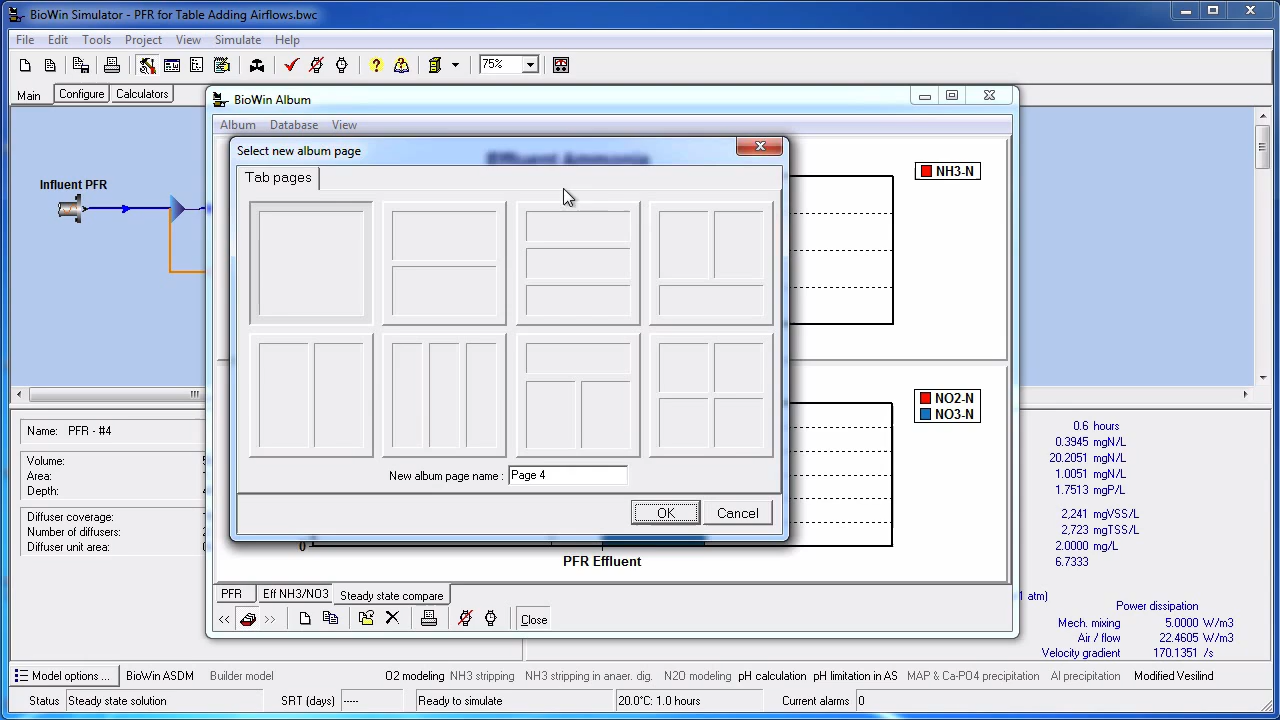 BioWin Simulator - PFR for Table Adding Airflows.bwc
File Edit Tools Project View Simulate Help
75%
Main Configure Calculators
BioWin Album
Album Database View
Select new album page
Effluent Ammonia
Tab pages
NH3-N
Influent PFR
NO2-N
NO3-N
Name: PFR - #4
0.6 hours
0.3945 mgN/L
Volume:
20.2051 mgN/L
Area:
1.0051 mgN/L
New album page name : Page 4
Depth:
1.7513 mgP/L
OK Cancel
Diffuser coverage:
2,241 mgVSS/L
Number of diffusers:
2,723 mgTSS/L
Diffuser unit area:
0
2.0000 mg/L
PFR Effluent
6.7333
PFR Eff NH3/NO3 Steady state compare
1 atm)
Power dissipation
<< >> Close
Mech. mixing 5.0000 W/m3
Air / flow 22.4605 W/m3
Velocity gradient 170.1351 /s
Model options ... BioWin ASDM Builder model O2 modeling NH3 stripping NH3 stripping in anaer. dig. N2O modeling pH calculation pH limitation in AS MAP & Ca-PO4 precipitation Al precipitation Modified Vesilind
Status Steady state solution SRT (days) ----- Ready to simulate 20.0°C: 1.0 hours Current alarms 0